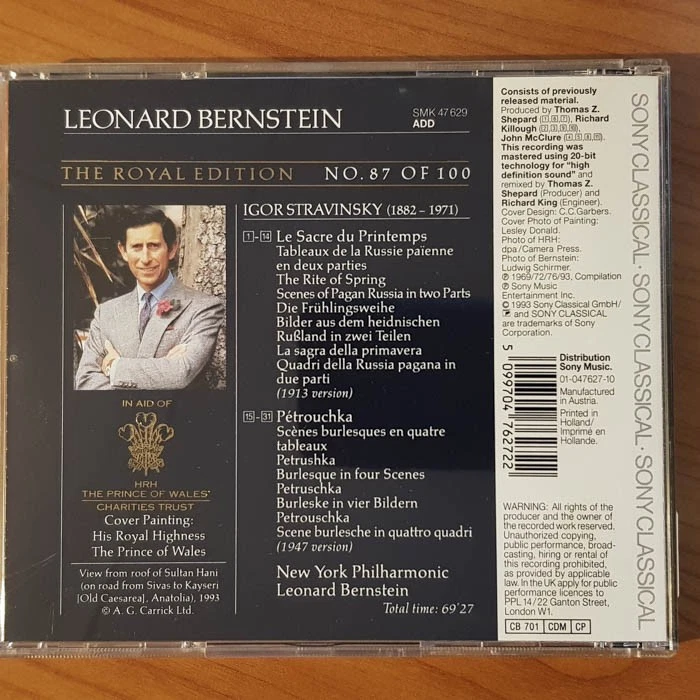 LEONARD BERNSTEIN
SMK 47 629
ADD
THE ROYAL EDITION NO. 87 OF 100
IGOR STRAVINSKY (1882 – 1971)
1 – 14 Le Sacre du Printemps
Tableaux de la Russie païenne
en deux parties
The Rite of Spring
Scenes of Pagan Russia in two Parts
Die Frühlingsweihe
Bilder aus dem heidnischen
Rußland in zwei Teilen
La sagra della primavera
Quadri della Russia pagana in
due parti
(1913 version)
15 – 31 Pétrouchka
Scènes burlesques en quatre
tableaux
Petrushka
Burlesque in four Scenes
Petruschka
Burleske in vier Bildern
Petrouschka
Scene burlesche in quattro quadri
(1947 version)
New York Philharmonic
Leonard Bernstein
Total time: 69'27
IN AID OF
HRH
THE PRINCE OF WALES'
CHARITIES TRUST
Cover Painting:
His Royal Highness
The Prince of Wales
View from roof of Sultan Hani
(on road from Sivas to Kayseri
[Old Caesarea], Anatolia), 1993
© A. G. Carrick Ltd.
Consists of previously
released material.
Produced by Thomas Z.
Shepard Richard
Killough
John McClure
This recording was
mastered using 20-bit
technology for "high
definition sound" and
remixed by Thomas Z.
Shepard (Producer) and
Richard King (Engineer).
Cover Design: C.C.Garbers.
Cover Photo of Painting:
Lesley Donald.
Photo of HRH:
dpa/Camera Press.
Photo of Bernstein:
Ludwig Schirmer.
℗ 1969/72/76/93, Compilation
℗ Sony Music
Entertainment Inc.
© 1993 Sony Classical GmbH/
and SONY CLASSICAL
are trademarks of Sony
Corporation.
5 099704 762722
Distribution
Sony Music.
01-047627-10
Manufactured
in Austria.
Printed in
Holland/
Imprimé en
Hollande.
WARNING: All rights of the
producer and the owner of
the recorded work reserved.
Unauthorized copying,
public performance, broad-
casting, hiring or rental of
this recording prohibited,
as provided by applicable
law. In the UK apply for public
performance licences to
PPL 14/22 Ganton Street,
London W1.
CB 701 CDM CP
SONY CLASSICAL · SONY CLASSICAL · SONY CLASSICAL